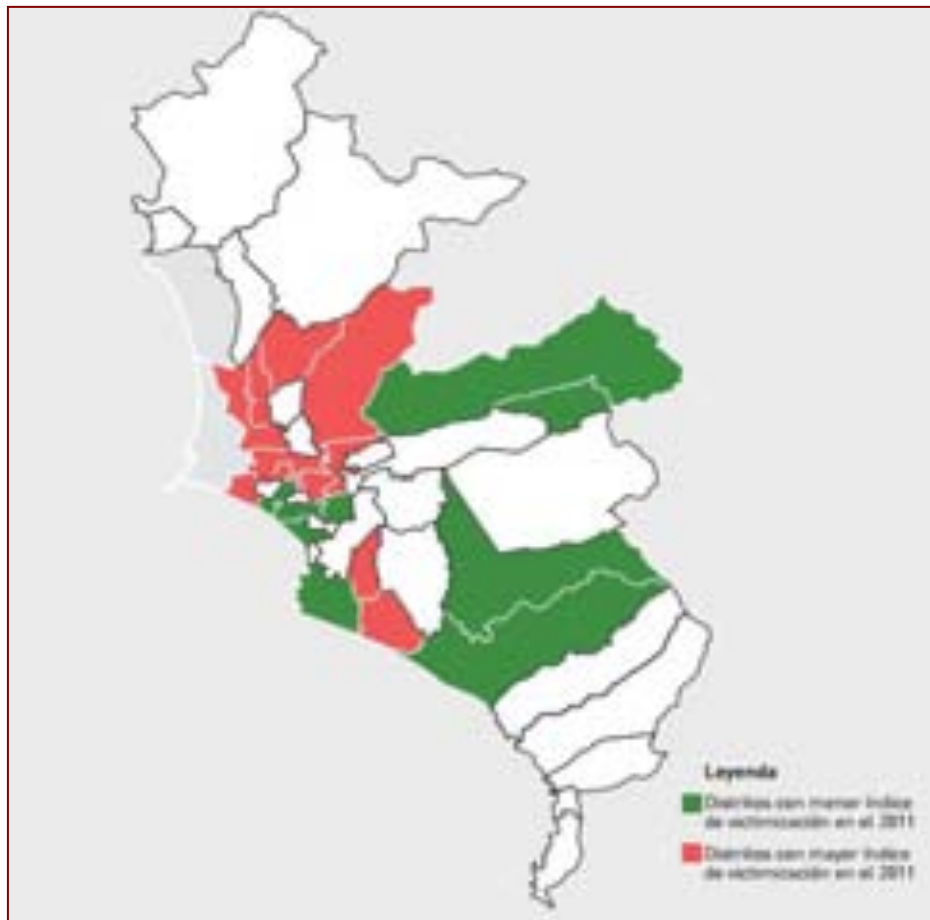 Leyenda
Distritos con menor índice
de victimización en el 2011
Distritos con mayor índice
de victimización en el 2011